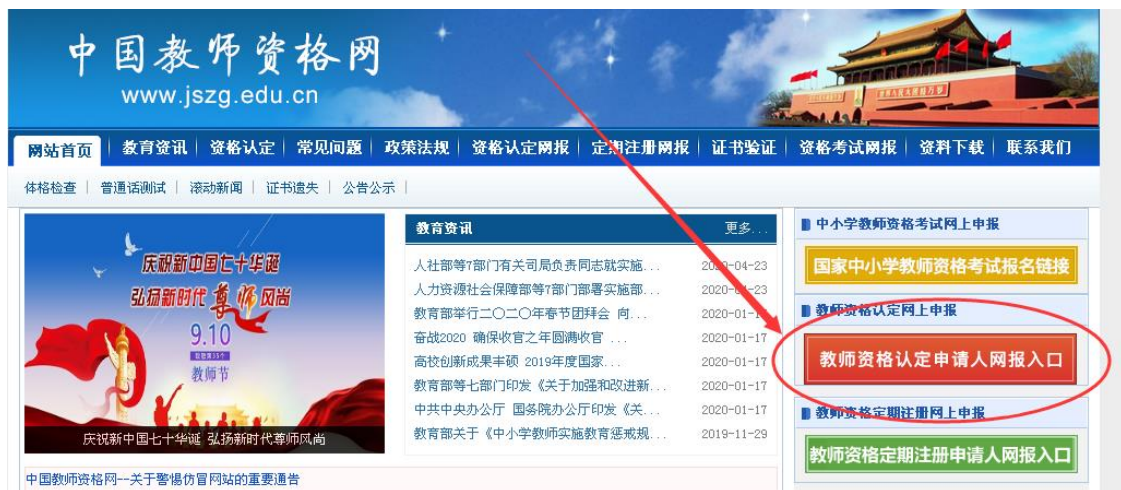 中国教师资格网
www.jszg.edu.cn
网站首页 教育资讯 资格认定 常见问题 政策法规 资格认定网报 定期注册网报 证书验证 资格考试网报 资料下载 联系我们
体格检查 | 普通话测试 | 滚动新闻 | 证书遗失 | 公告公示 |
庆祝新中国七十华诞
弘扬新时代尊师风尚
9.10
教师节
庆祝新中国七十华诞 弘扬新时代尊师风尚
教育资讯 更多...
人社部等7部门有关司局负责同志就实施... 2020-04-23
人力资源社会保障部等7部门部署实施部... 2020-04-23
教育部举行二〇二〇年春节团拜会 向...
奋战2020 确保收官之年圆满收官 ... 2020-01-17
高校创新成果丰硕 2019年度国家... 2020-01-17
教育部等七部门印发《关于加强和改进新... 2020-01-17
中共中央办公厅 国务院办公厅印发《关... 2020-01-17
教育部关于《中小学教师实施教育惩戒规... 2019-11-29
中小学教师资格考试网上申报
国家中小学教师资格考试报名链接
教师资格认定网上申报
教师资格认定申请人网报入口
教师资格定期注册网上申报
教师资格定期注册申请人网报入口
中国教师资格网--关于警惕仿冒网站的重要通告